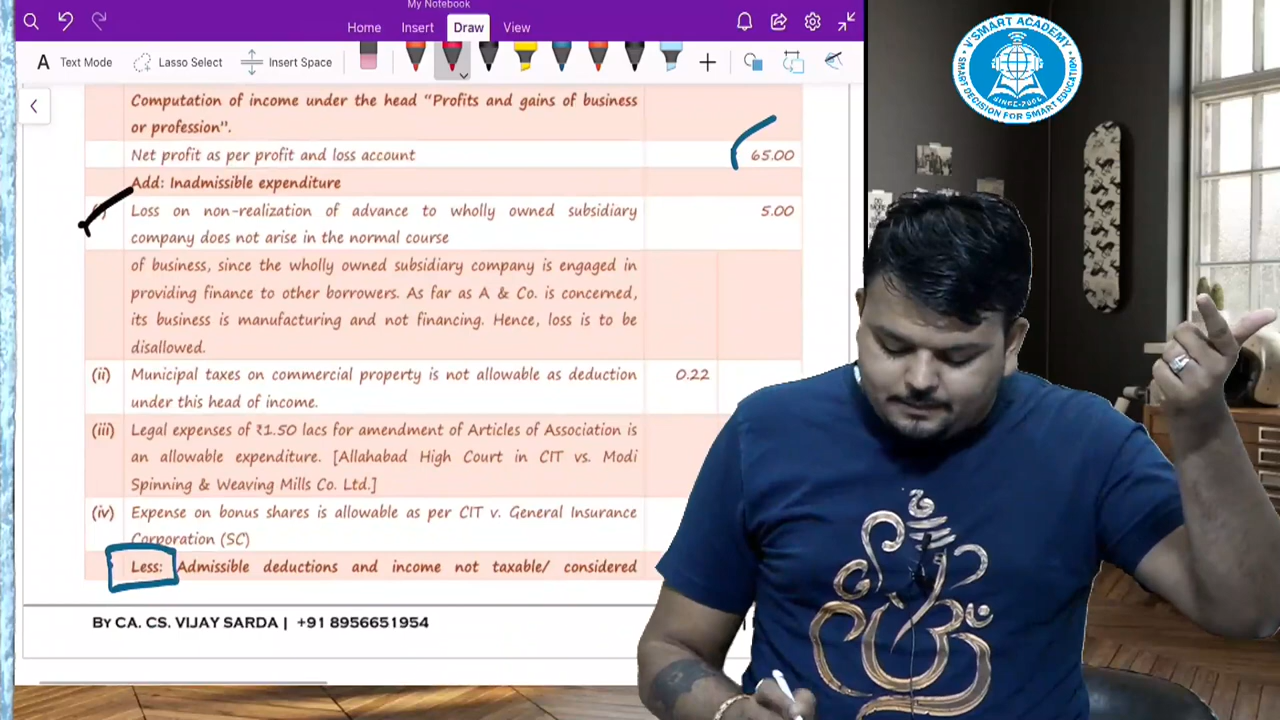 My Notebook
Home Insert Draw View
A Text Mode Lasso Select Insert Space
V'SMART ACADEMY
SMART DECISION FOR SMART EDUCATION
Computation of income under the head “Profits and gains of business
or profession”.
Net profit as per profit and loss account 65.00
Add: Inadmissible expenditure
Loss on non-realization of advance to wholly owned subsidiary 5.00
company does not arise in the normal course
of business, since the wholly owned subsidiary company is engaged in
providing finance to other borrowers. As far as A & Co. is concerned,
its business is manufacturing and not financing. Hence, loss is to be
disallowed.
(ii) Municipal taxes on commercial property is not allowable as deduction 0.22
under this head of income.
(iii) Legal expenses of ₹1.50 lacs for amendment of Articles of Association is
an allowable expenditure. [Allahabad High Court in CIT vs. Modi
Spinning & Weaving Mills Co. Ltd.]
(iv) Expense on bonus shares is allowable as per CIT v. General Insurance
Corporation (SC)
Less: Admissible deductions and income not taxable/ considered
BY CA. CS. VIJAY SARDA | +91 8956651954